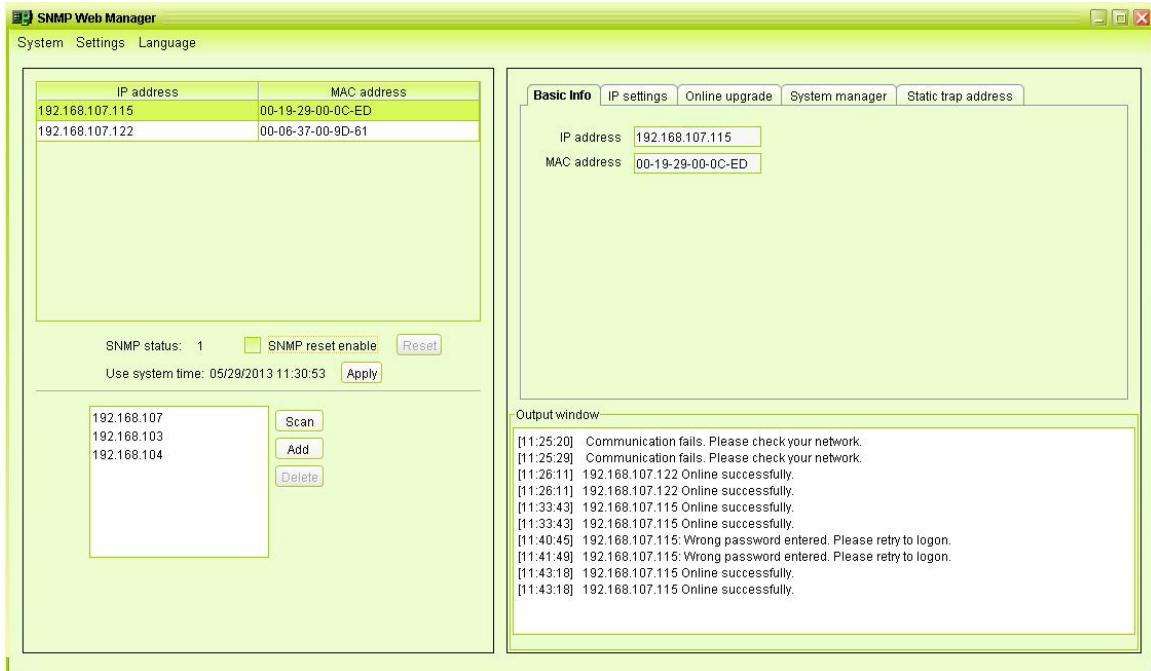 SNMP Web Manager
System Settings Language
IP address MAC address
192.168.107.115 00-19-29-00-0C-ED
192.168.107.122 00-06-37-00-9D-61
SNMP status: 1 SNMP reset enable Reset
Use system time: 05/29/2013 11:30:53 Apply
192.168.107
192.168.103
192.168.104
Scan
Add
Delete
Basic Info IP settings Online upgrade System manager Static trap address
IP address 192.168.107.115
MAC address 00-19-29-00-0C-ED
Output window
[11:25:20] Communication fails. Please check your network.
[11:25:29] Communication fails. Please check your network.
[11:26:11] 192.168.107.122 Online successfully.
[11:26:11] 192.168.107.122 Online successfully.
[11:33:43] 192.168.107.115 Online successfully.
[11:33:43] 192.168.107.115 Online successfully.
[11:40:45] 192.168.107.115: Wrong password entered. Please retry to logon.
[11:41:49] 192.168.107.115: Wrong password entered. Please retry to logon.
[11:43:18] 192.168.107.115 Online successfully.
[11:43:18] 192.168.107.115 Online successfully.